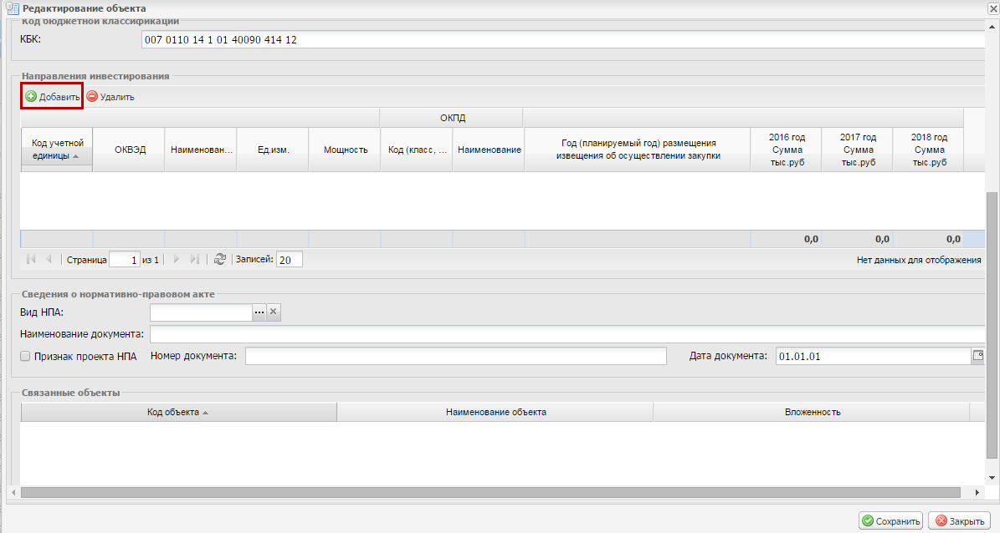 Редактирование объекта
Код бюджетной классификации
КБК: 007 0110 14 1 01 40090 414 12
Направления инвестирования
Добавить Удалить
ОКПД
Код учетной единицы ОКВЭД Наименован... Ед.изм. Мощность Код (класс, ... Наименование Год (планируемый год) размещения извещения об осуществлении закупки 2016 год Сумма тыс.руб 2017 год Сумма тыс.руб 2018 год Сумма тыс.руб
0,0 0,0 0,0
Страница 1 из 1 Записей: 20 Нет данных для отображения
Сведения о нормативно-правовом акте
Вид НПА:
Наименование документа:
Признак проекта НПА Номер документа: Дата документа: 01.01.01
Связанные объекты
Код объекта Наименование объекта Вложенность
Сохранить Закрыть